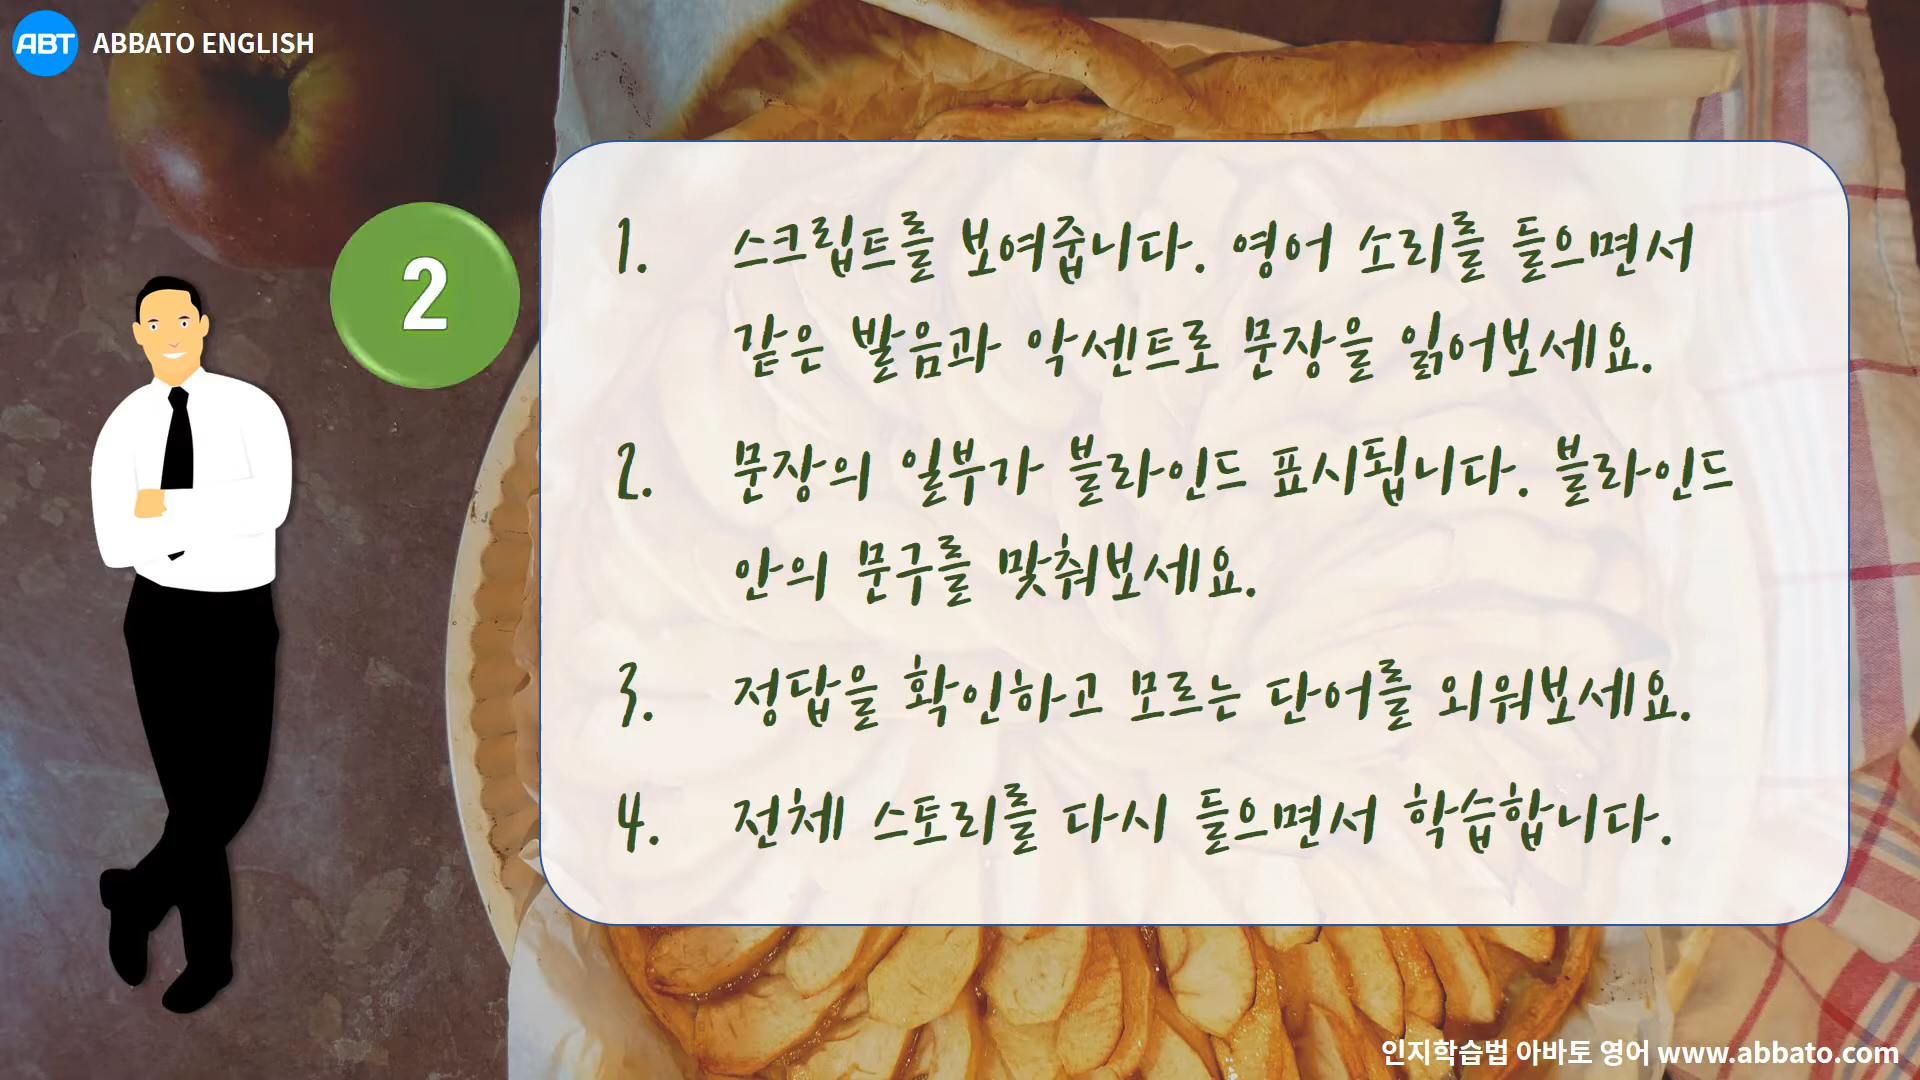 ABT ABBATO ENGLISH
2
1. 스크립트를 보여줍니다. 영어 소리를 들으면서
같은 발음과 악센트로 문장을 읽어보세요.
2. 문장의 일부가 블라인드 표시됩니다. 블라인드
안의 문구를 맞춰보세요.
3. 정답을 확인하고 모르는 단어를 외워보세요.
4. 전체 스토리를 다시 들으면서 학습합니다.
인지학습법 아바토 영어 www.abbato.com